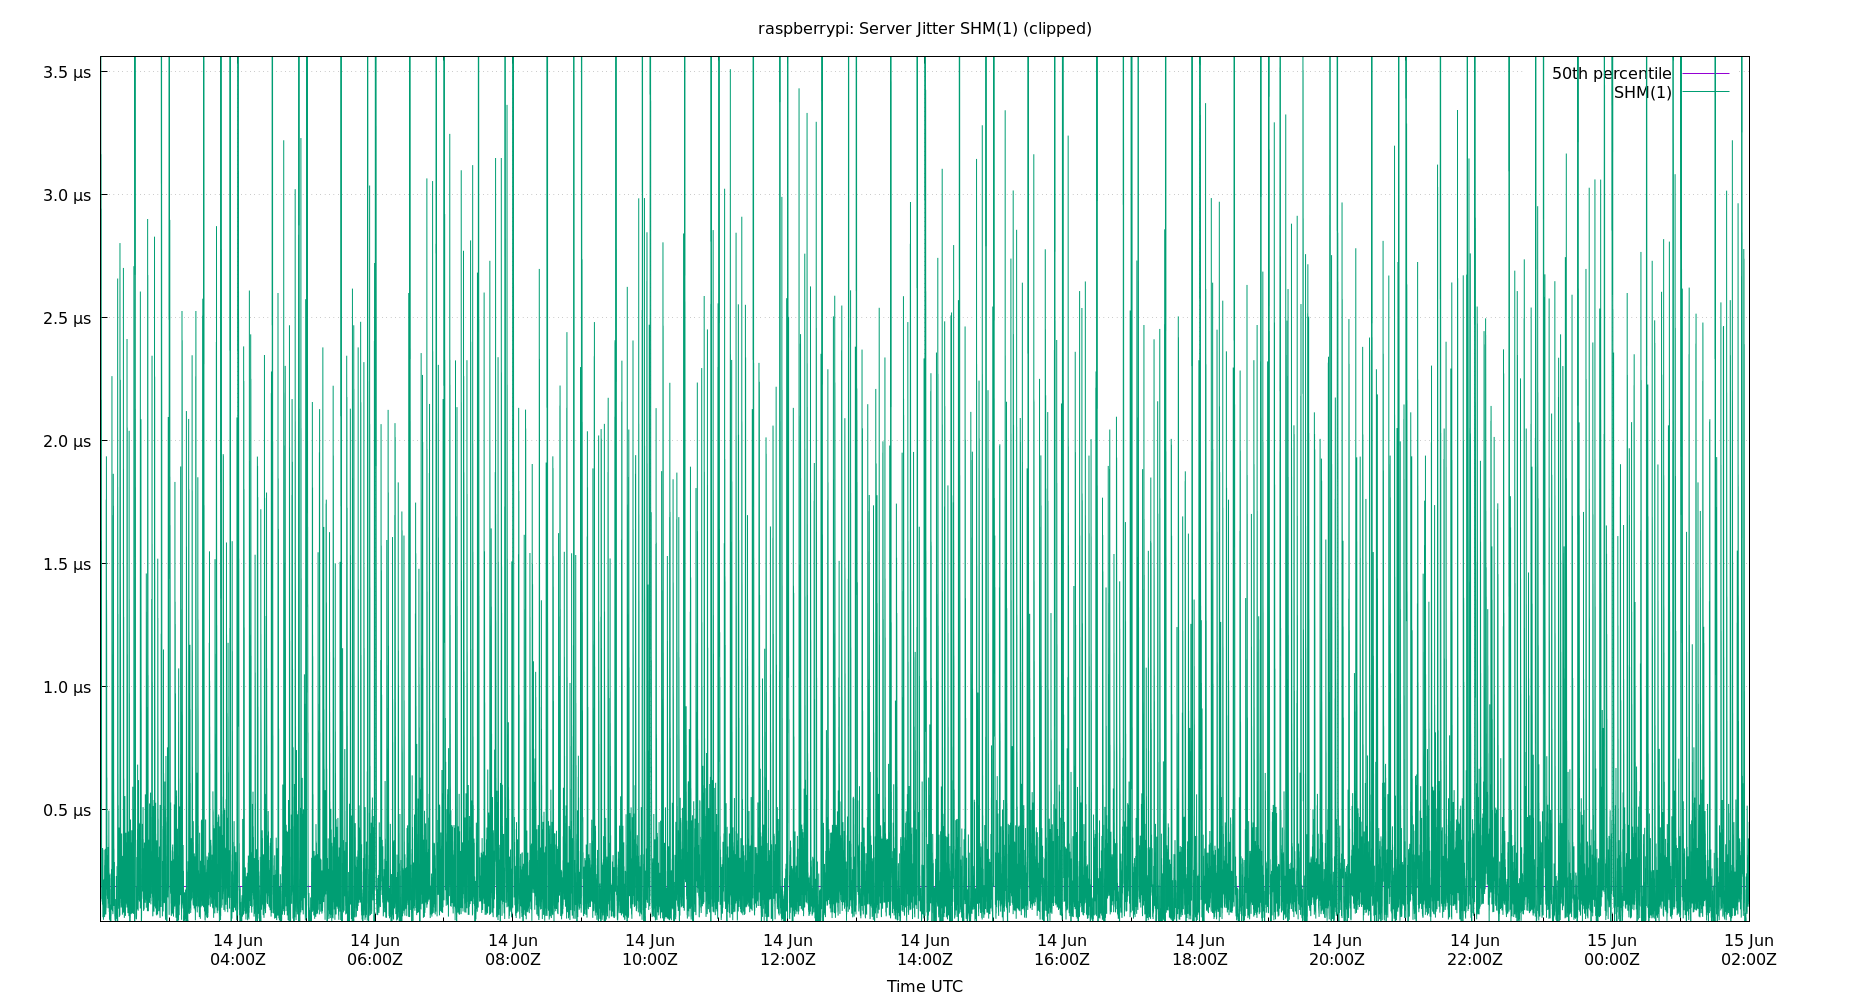 raspberrypi: Server Jitter SHM(1) (clipped)
3.5 µs
3.0 µs
2.5 µs
2.0 µs
1.5 µs
1.0 µs
0.5 µs
50th percentile
SHM(1)
14 Jun 14 Jun 14 Jun 14 Jun 14 Jun 14 Jun 14 Jun 14 Jun 14 Jun 14 Jun 15 Jun 15 Jun
04:00Z 06:00Z 08:00Z 10:00Z 12:00Z 14:00Z 16:00Z 18:00Z 20:00Z 22:00Z 00:00Z 02:00Z
Time UTC